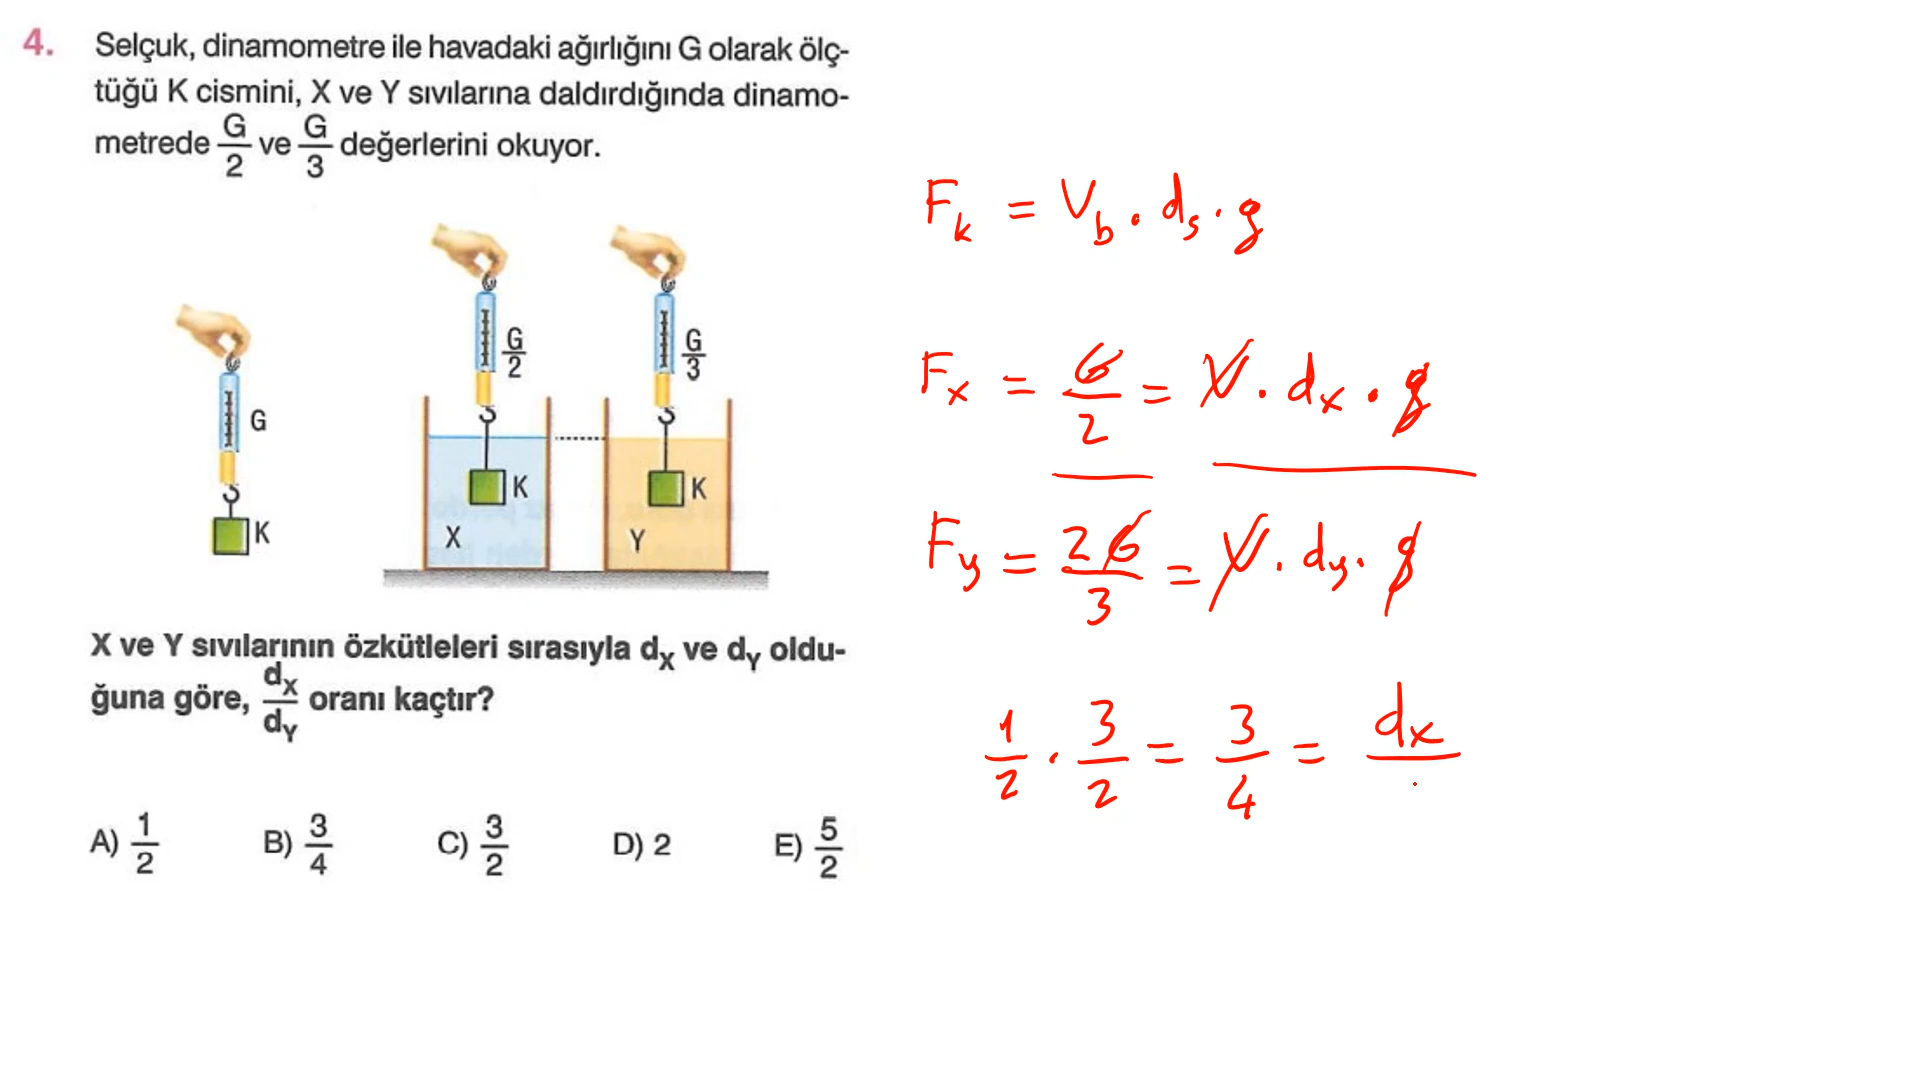 4. Selçuk, dinamometre ile havadaki ağırlığını G olarak ölç-
tüğü K cismini, X ve Y sıvılarına daldırdığında dinamo-
metrede G/2 ve G/3 değerlerini okuyor.
G
K
G/2
K
X
G/3
K
Y
X ve Y sıvılarının özkütleleri sırasıyla dX ve dY oldu-
ğuna göre, dX/dY oranı kaçtır?
A) 1/2 B) 3/4 C) 3/2 D) 2 E) 5/2
Fk = Vb . ds . g
Fx = G/2 = V . dx . g
Fy = 2G/3 = V . dy . g
1/2 . 3/2 = 3/4 = dx